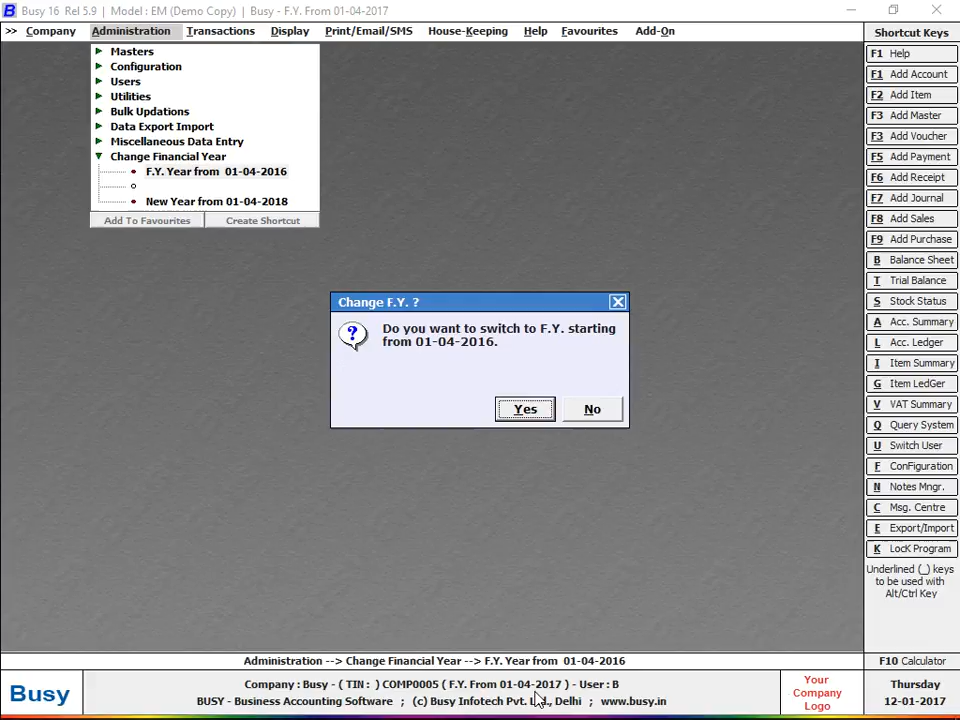 Busy 16 Rel 5.9 | Model : EM (Demo Copy) | Busy - F.Y. From 01-04-2017
>> Company Administration Transactions Display Print/Email/SMS House-Keeping Help Favourites Add-On
Masters
Configuration
Users
Utilities
Bulk Updations
Data Export Import
Miscellaneous Data Entry
Change Financial Year
F.Y. Year from 01-04-2016
New Year from 01-04-2018
Add To Favourites Create Shortcut
Change F.Y. ?
Do you want to switch to F.Y. starting
from 01-04-2016.
Yes No
Shortcut Keys
F1 Help
F1 Add Account
F2 Add Item
F3 Add Master
F3 Add Voucher
F5 Add Payment
F6 Add Receipt
F7 Add Journal
F8 Add Sales
F9 Add Purchase
B Balance Sheet
T Trial Balance
S Stock Status
A Acc. Summary
L Acc. Ledger
I Item Summary
G Item LedGer
V VAT Summary
Q Query System
U Switch User
F ConFiguration
N Notes Mngr.
C Msg. Centre
E Export/Import
K LocK Program
Underlined (_) keys
to be used with
Alt/Ctrl Key
F10 Calculator
Administration --> Change Financial Year --> F.Y. Year from 01-04-2016
Busy
Company : Busy - ( TIN : ) COMP0005 ( F.Y. From 01-04-2017 ) - User : B
BUSY - Business Accounting Software ; (c) Busy Infotech Pvt. Ltd., Delhi ; www.busy.in
Your
Company
Logo
Thursday
12-01-2017